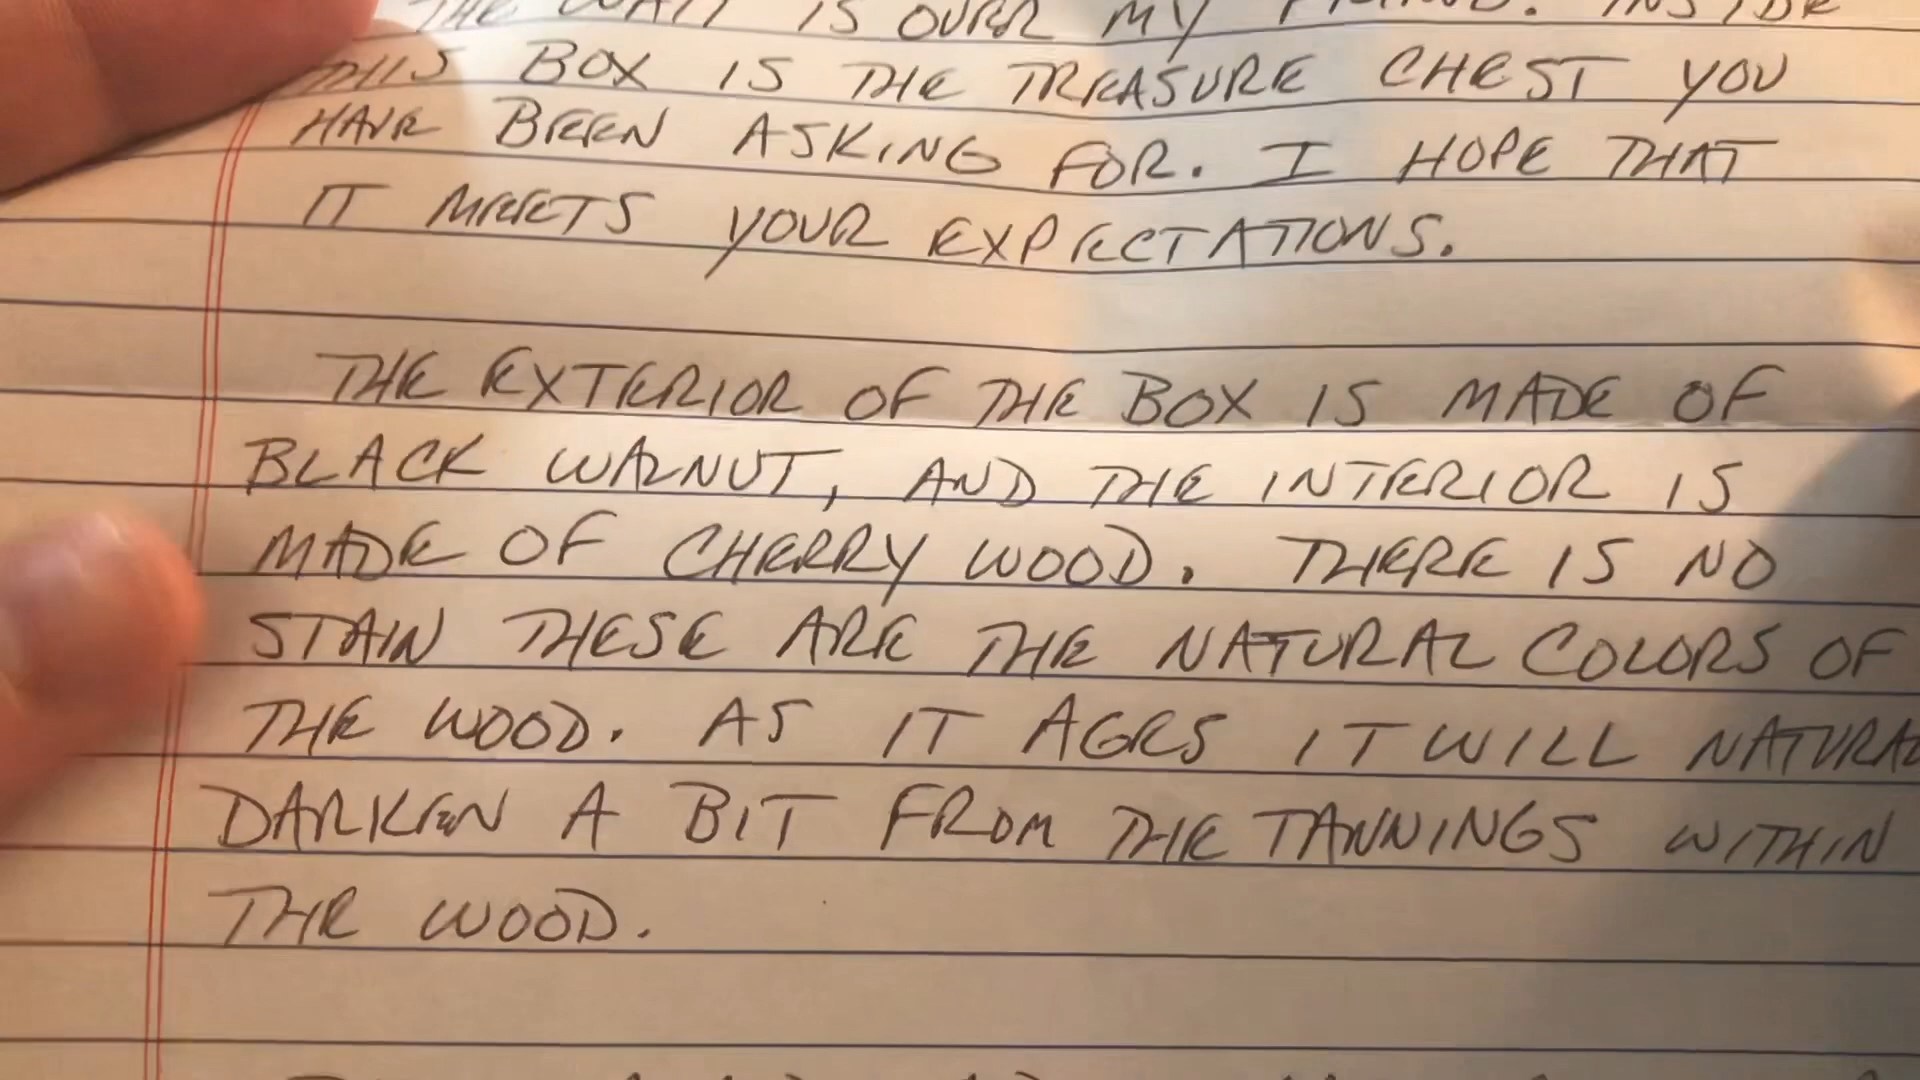 THE WAIT IS OVER MY FRIEND. INSIDE
THIS BOX IS THE TREASURE CHEST YOU
HAVE BEEN ASKING FOR. I HOPE THAT
IT MEETS YOUR EXPECTATIONS.
THE EXTERIOR OF THE BOX IS MADE OF
BLACK WALNUT, AND THE INTERIOR IS
MADE OF CHERRY WOOD. THERE IS NO
STAIN THESE ARE THE NATURAL COLORS OF
THE WOOD. AS IT AGES IT WILL NATURAL
DARKEN A BIT FROM THE TANNINGS WITHIN
THE WOOD.